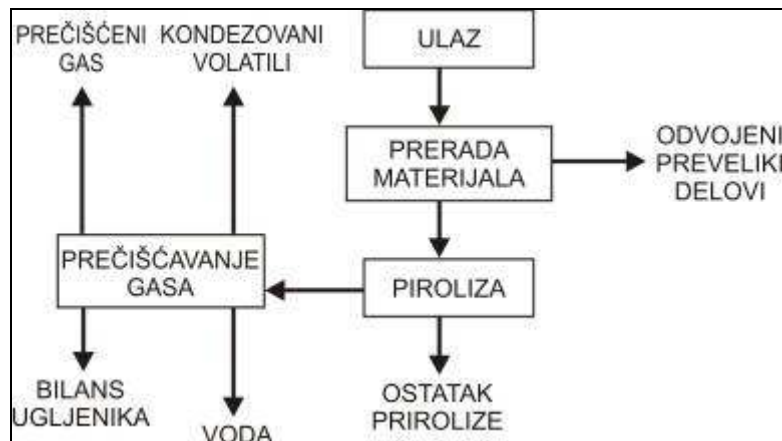 PREČIŠĆENI
GAS
KONDEZOVANI
VOLATILI
ULAZ
PRERADA
MATERIJALA
ODVOJENI
PREVELIKI
DELOVI
PREČIŠĆAVANJE
GASA
PIROLIZA
BILANS
UGLJENIKA
VODA
OSTATAK
PRIROLIZE